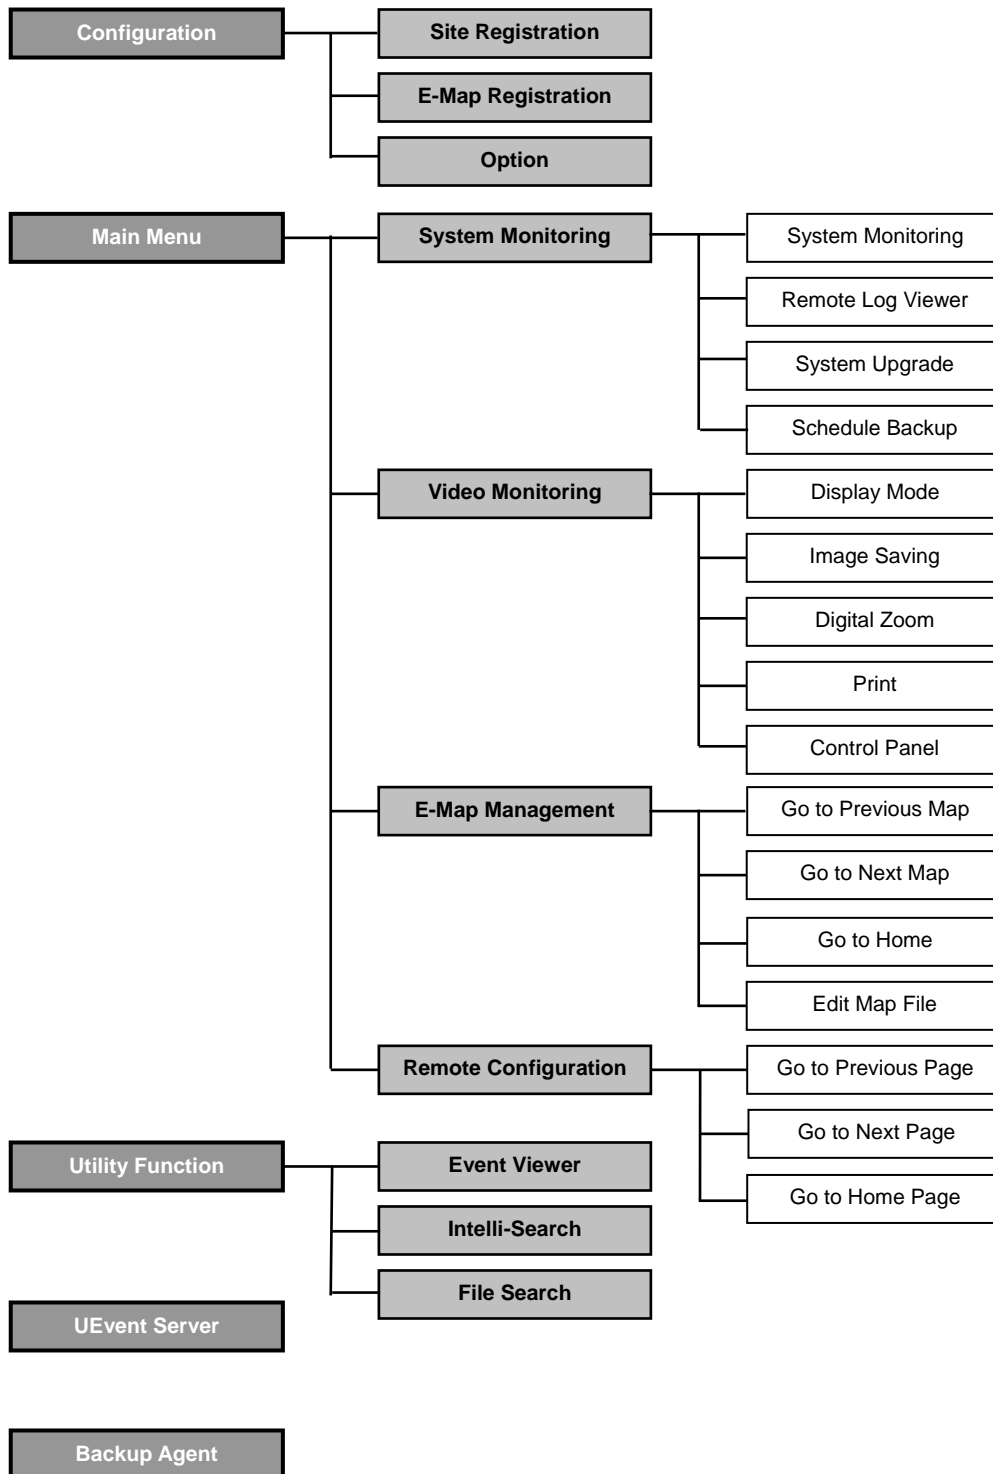 Configuration
Site Registration
E-Map Registration
Option
Main Menu
System Monitoring
System Monitoring
Remote Log Viewer
System Upgrade
Schedule Backup
Video Monitoring
Display Mode
Image Saving
Digital Zoom
Print
Control Panel
E-Map Management
Go to Previous Map
Go to Next Map
Go to Home
Edit Map File
Remote Configuration
Go to Previous Page
Go to Next Page
Go to Home Page
Utility Function
Event Viewer
Intelli-Search
File Search
UEvent Server
Backup Agent